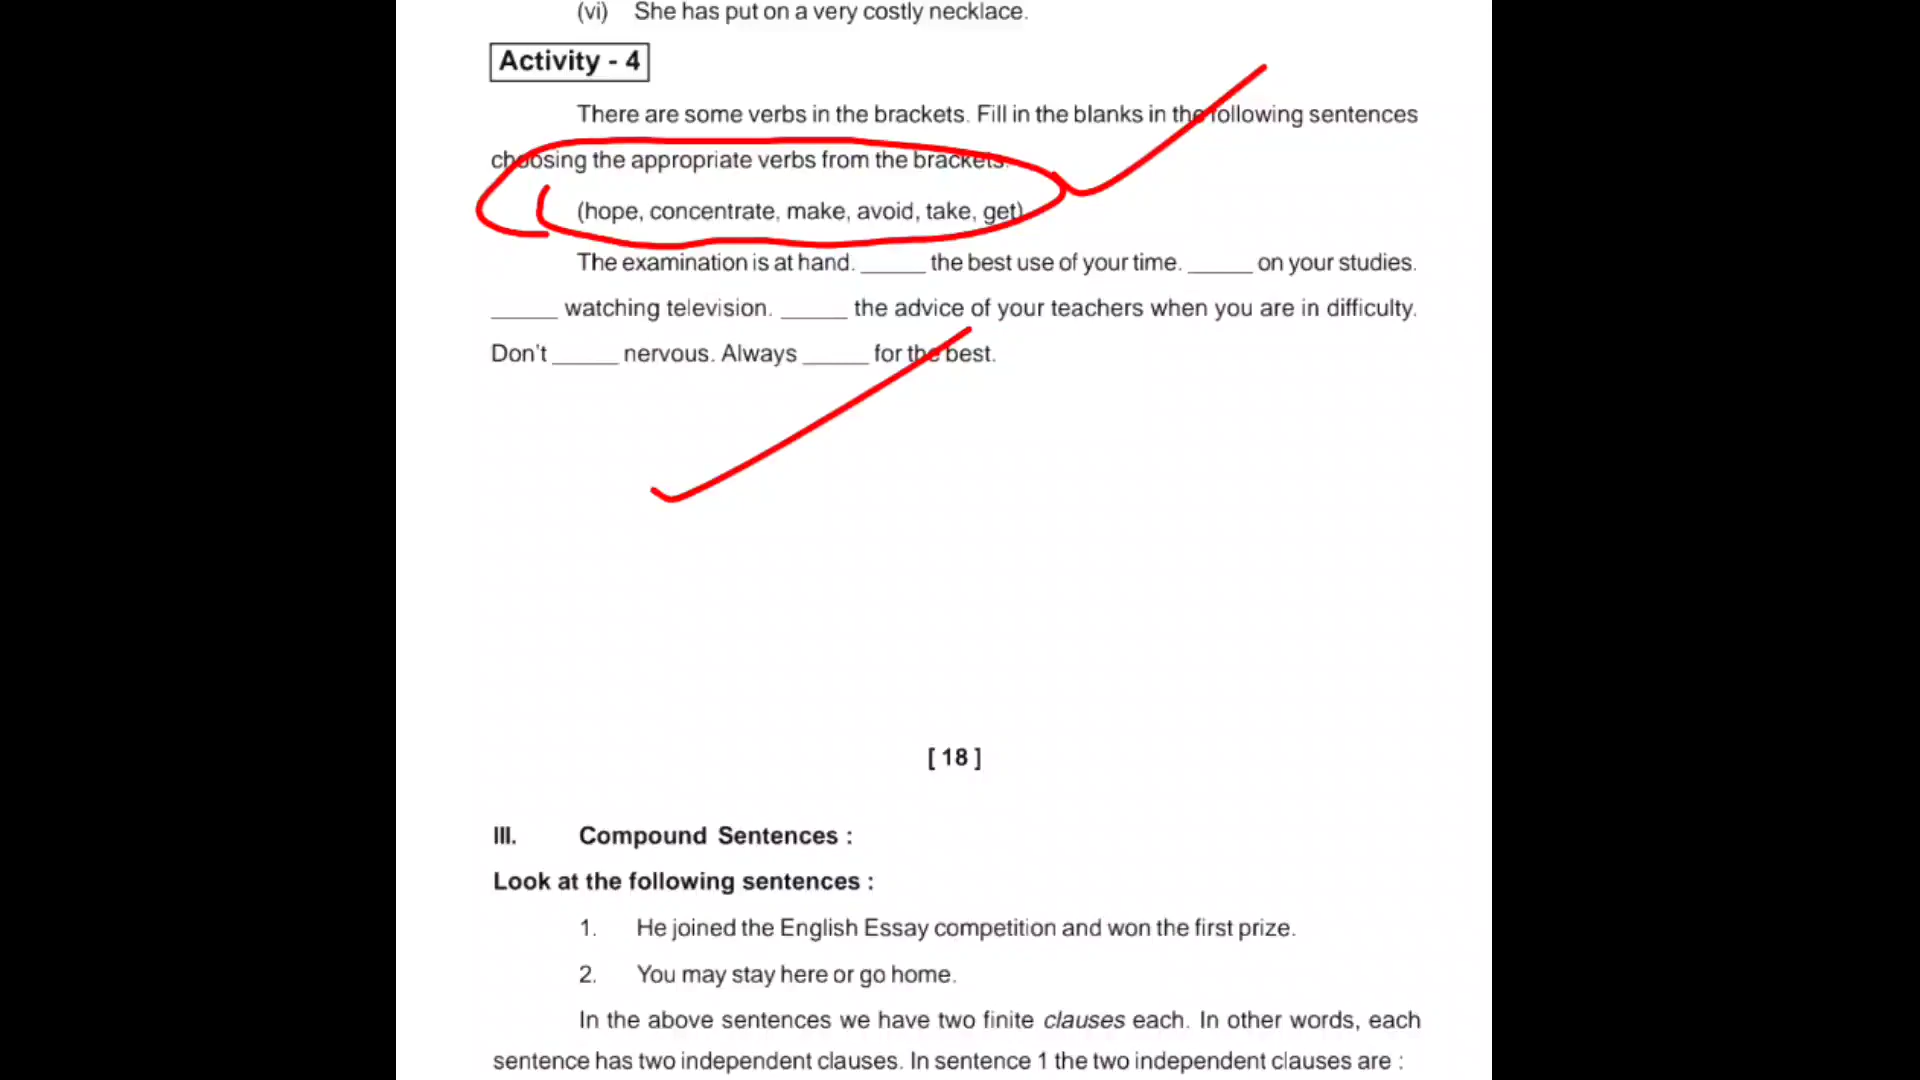 (vi) She has put on a very costly necklace.
Activity - 4
There are some verbs in the brackets. Fill in the blanks in the following sentences
choosing the appropriate verbs from the brackets.
(hope, concentrate, make, avoid, take, get)
The examination is at hand. _____ the best use of your time. _____ on your studies.
_____ watching television. _____ the advice of your teachers when you are in difficulty.
Don't _____ nervous. Always _____ for the best.
[ 18 ]
III. Compound Sentences :
Look at the following sentences :
1. He joined the English Essay competition and won the first prize.
2. You may stay here or go home.
In the above sentences we have two finite clauses each. In other words, each
sentence has two independent clauses. In sentence 1 the two independent clauses are :